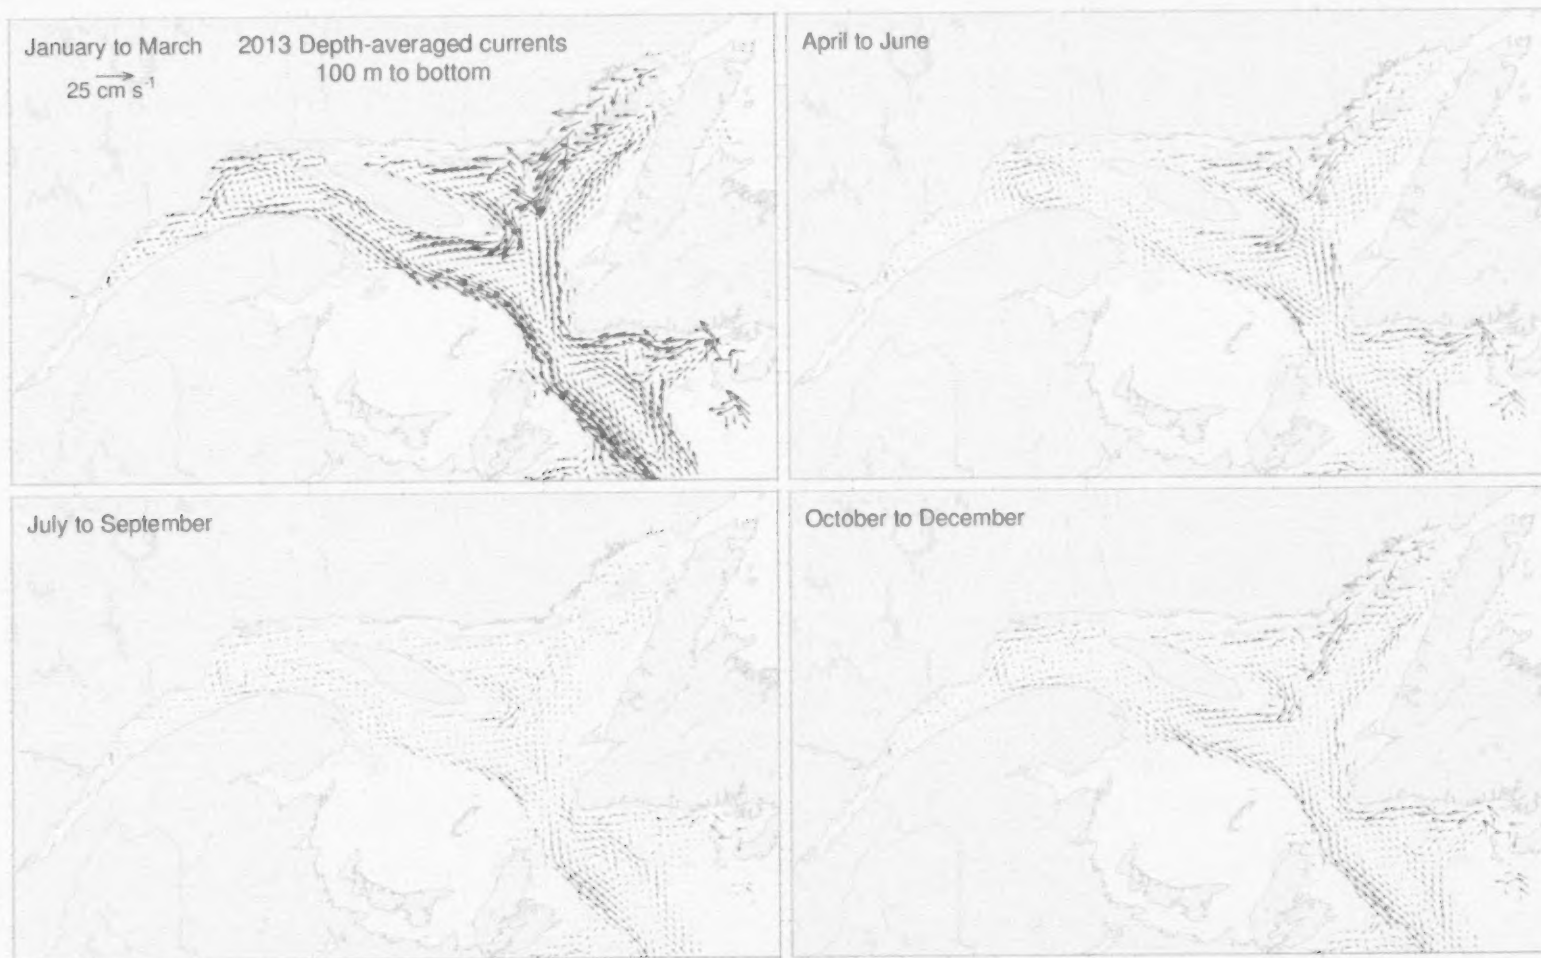 January to March
2013 Depth-averaged currents
100 m to bottom
25 cm s⁻¹
April to June
July to September
October to December